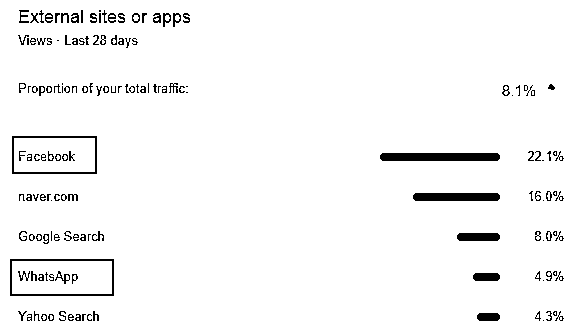 External sites or apps
Views · Last 28 days
Proportion of your total traffic: 8.1%
Facebook 22.1%
naver.com 16.0%
Google Search 8.0%
WhatsApp 4.9%
Yahoo Search 4.3%